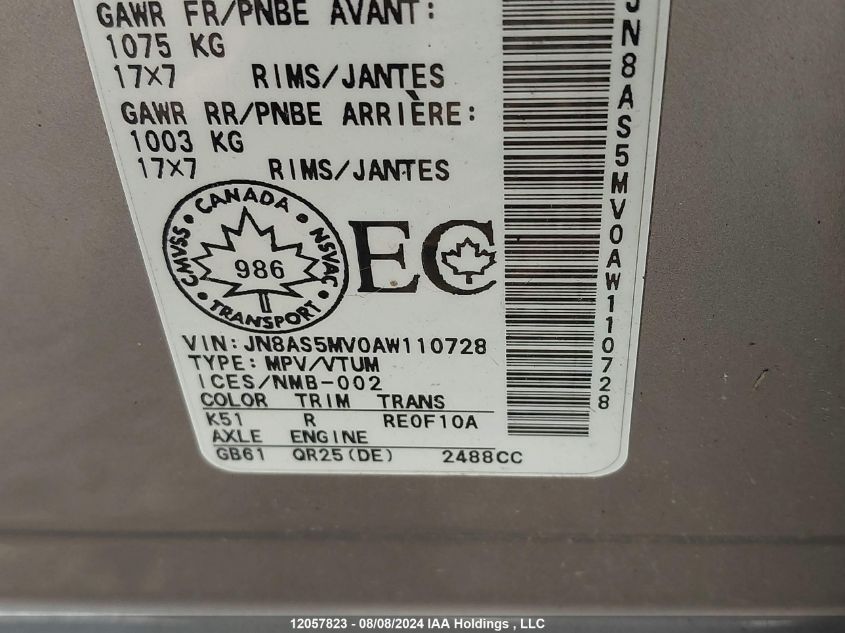 GAWR FR/PNBE AVANT:
1075 KG
17X7 RIMS/JANTES
GAWR RR/PNBE ARRIÈRE:
1003 KG
17X7 RIMS/JANTES
CANADA
CMVSS NSVAC
986
TRANSPORT
EC
VIN:JN8AS5MV0AW110728
TYPE:MPV/VTUM
ICES/NMB-002
COLOR TRIM TRANS
K51 R RE0F10A
AXLE ENGINE
GB61 QR25(DE) 2488CC
JN8AS5MV0AW110728
12057823 - 08/08/2024 IAA Holdings , LLC